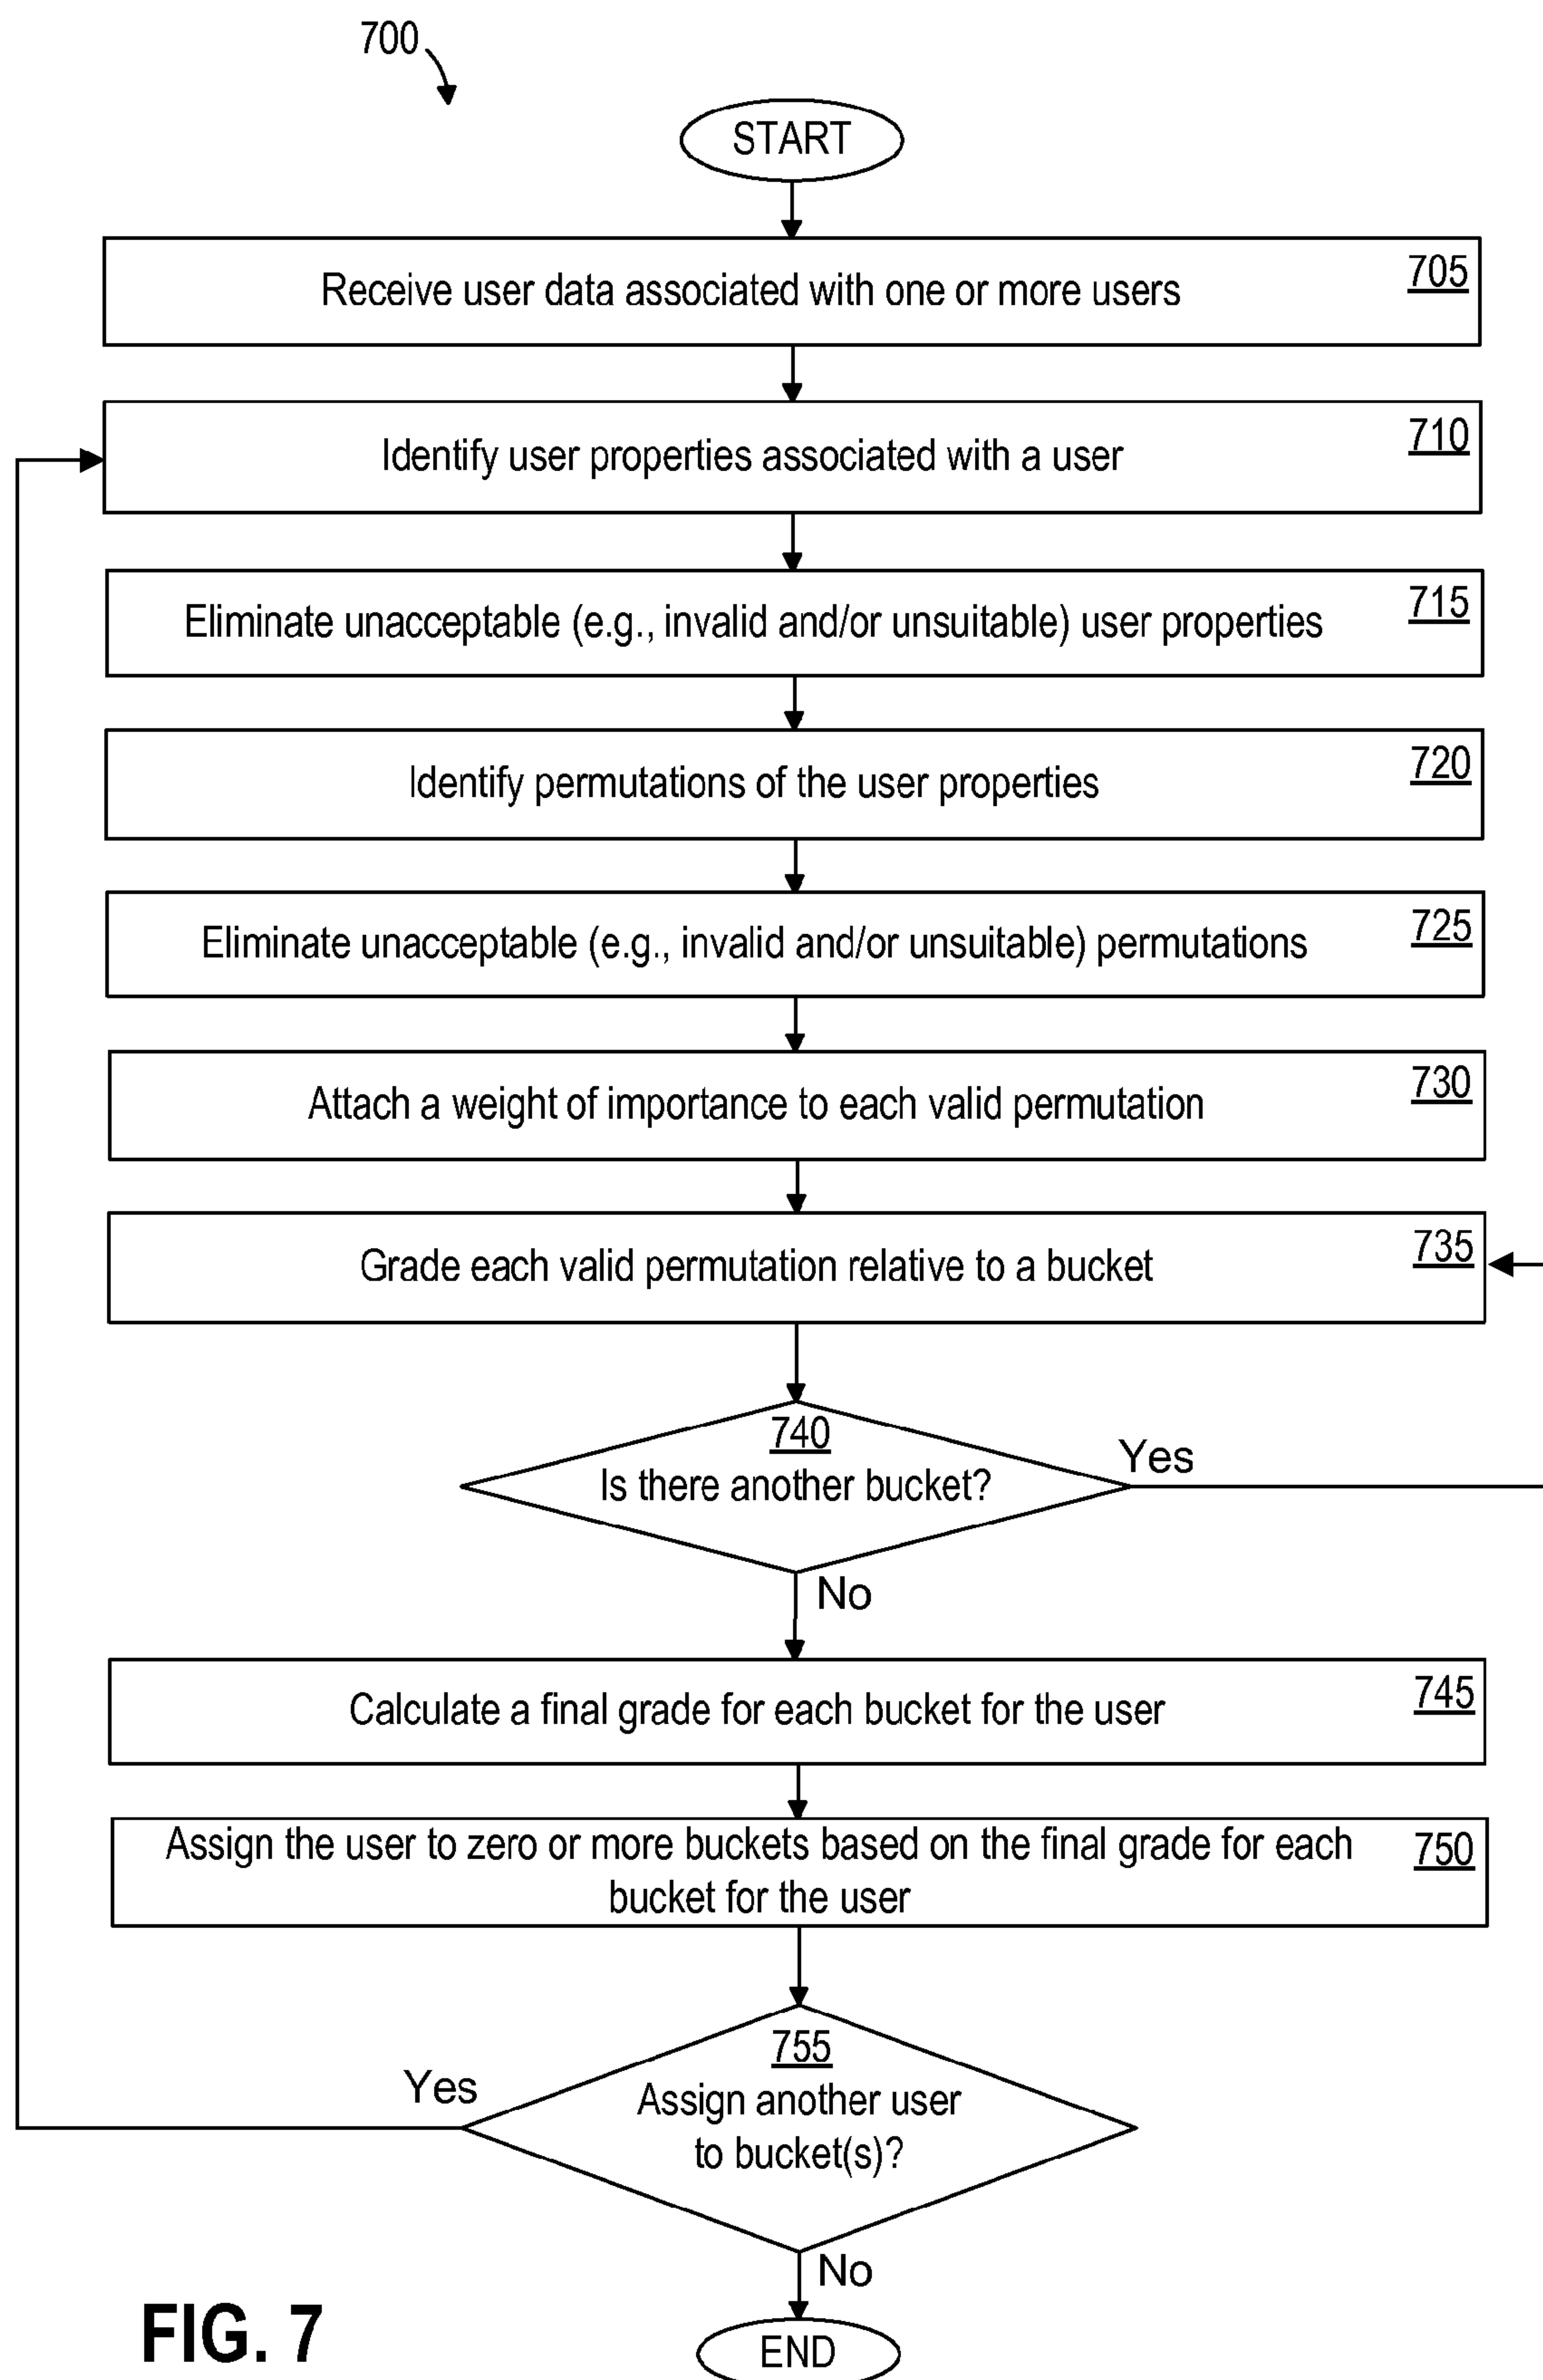 700
START
Receive user data associated with one or more users
705
Identify user properties associated with a user
710
Eliminate unacceptable (e.g., invalid and/or unsuitable) user properties
715
Identify permutations of the user properties
720
Eliminate unacceptable (e.g., invalid and/or unsuitable) permutations
725
Attach a weight of importance to each valid permutation
730
Grade each valid permutation relative to a bucket
735
740
Is there another bucket?
Yes
No
Calculate a final grade for each bucket for the user
745
Assign the user to zero or more buckets based on the final grade for each
bucket for the user
750
755
Assign another user
to bucket(s)?
Yes
No
END
FIG. 7